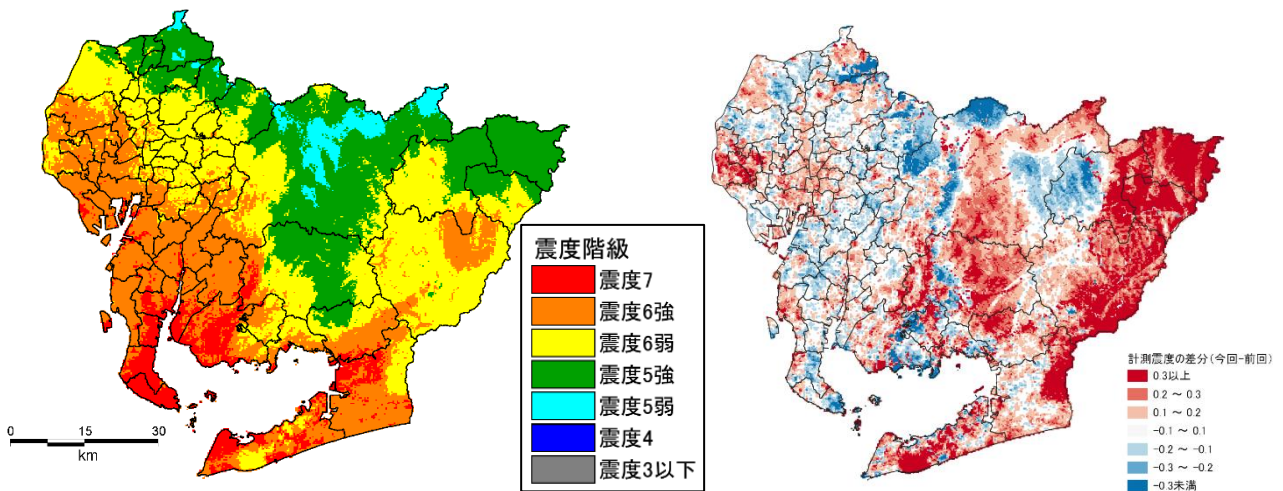 震度階級
震度7
震度6強
震度6弱
震度5強
震度5弱
震度4
震度3以下
0 15 30
km
計測震度の差分(今回-前回)
0.3以上
0.2 ～ 0.3
0.1 ～ 0.2
-0.1 ～ 0.1
-0.2 ～ -0.1
-0.3 ～ -0.2
-0.3未満